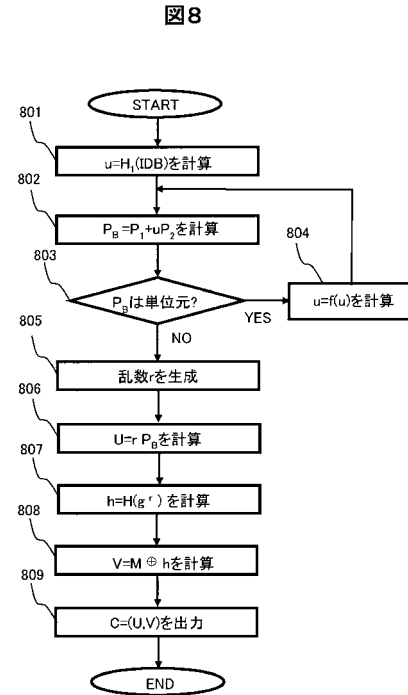 図8
START
801
u=H₁(IDB)を計算
802
P_B=P₁+uP₂を計算
804
803
u=f(u)を計算
P_Bは単位元?
YES
NO
805
乱数rを生成
806
U=r P_Bを計算
807
h=H(gʳ)を計算
808
V=M ⊕ hを計算
809
C=(U,V)を出力
END